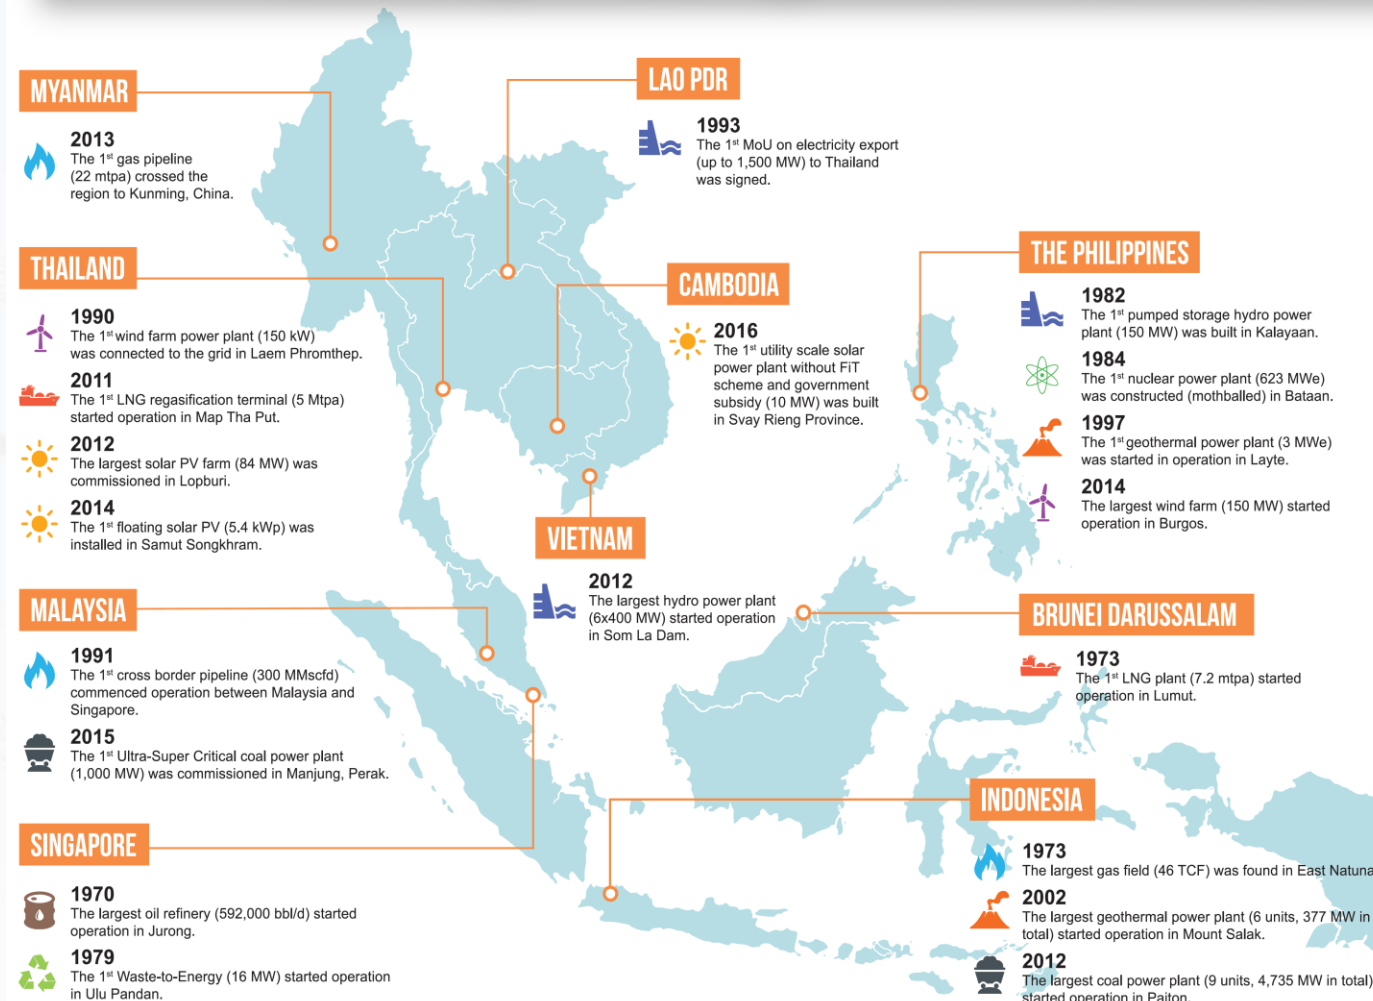 MYANMAR
2013
The 1st gas pipeline
(22 mtpa) crossed the
region to Kunming, China.
LAO PDR
1993
The 1st MoU on electricity export
(up to 1,500 MW) to Thailand
was signed.
THAILAND
1990
The 1st wind farm power plant (150 kW)
was connected to the grid in Laem Phromthep.
2011
The 1st LNG regasification terminal (5 Mtpa)
started operation in Map Tha Put.
2012
The largest solar PV farm (84 MW) was
commissioned in Lopburi.
2014
The 1st floating solar PV (5.4 kWp) was
installed in Samut Songkhram.
CAMBODIA
2016
The 1st utility scale solar
power plant without FiT
scheme and government
subsidy (10 MW) was built
in Svay Rieng Province.
THE PHILIPPINES
1982
The 1st pumped storage hydro power
plant (150 MW) was built in Kalayaan.
1984
The 1st nuclear power plant (623 MWe)
was constructed (mothballed) in Bataan.
1997
The 1st geothermal power plant (3 MWe)
was started in operation in Layte.
2014
The largest wind farm (150 MW) started
operation in Burgos.
VIETNAM
2012
The largest hydro power plant
(6x400 MW) started operation
in Som La Dam.
MALAYSIA
1991
The 1st cross border pipeline (300 MMscfd)
commenced operation between Malaysia and
Singapore.
2015
The 1st Ultra-Super Critical coal power plant
(1,000 MW) was commissioned in Manjung, Perak.
BRUNEI DARUSSALAM
1973
The 1st LNG plant (7.2 mtpa) started
operation in Lumut.
SINGAPORE
1970
The largest oil refinery (592,000 bbl/d) started
operation in Jurong.
1979
The 1st Waste-to-Energy (16 MW) started operation
in Ulu Pandan.
INDONESIA
1973
The largest gas field (46 TCF) was found in East Natuna
2002
The largest geothermal power plant (6 units, 377 MW in
total) started operation in Mount Salak.
2012
The largest coal power plant (9 units, 4,735 MW in total)
started operation in Paiton.